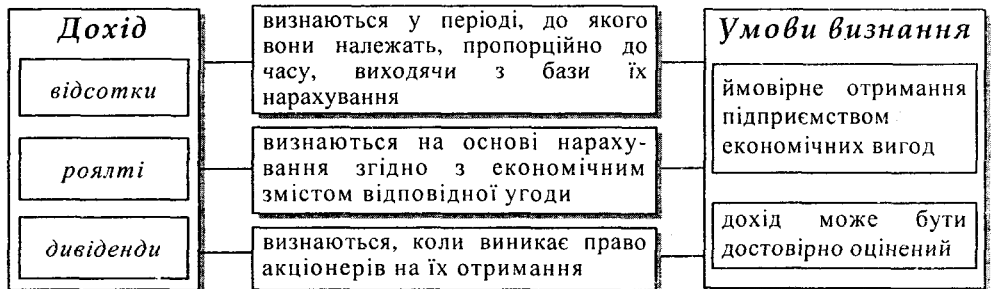 Дохід
відсотки
роялті
дивіденди
визнаються у періоді, до якого
вони належать, пропорційно до
часу, виходячи з бази їх
нарахування
визнаються на основі нараху-
вання згідно з економічним
змістом відповідної угоди
визнаються, коли виникає право
акціонерів на їх отримання
Умови визнання
ймовірне отримання
підприємством
економічних вигод
дохід може бути
достовірно оцінений